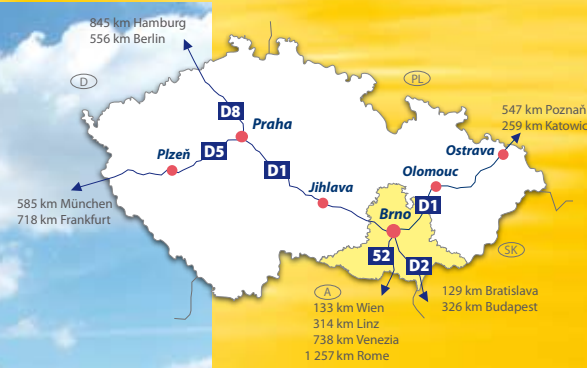 845 km Hamburg
556 km Berlin
D
PL
547 km Poznaň
259 km Katowic
D8
Praha
Plzeň
D5
D1
Ostrava
Olomouc
Jihlava
585 km München
718 km Frankfurt
D1
Brno
SK
52
D2
A
129 km Bratislava
326 km Budapest
133 km Wien
314 km Linz
738 km Venezia
1 257 km Rome